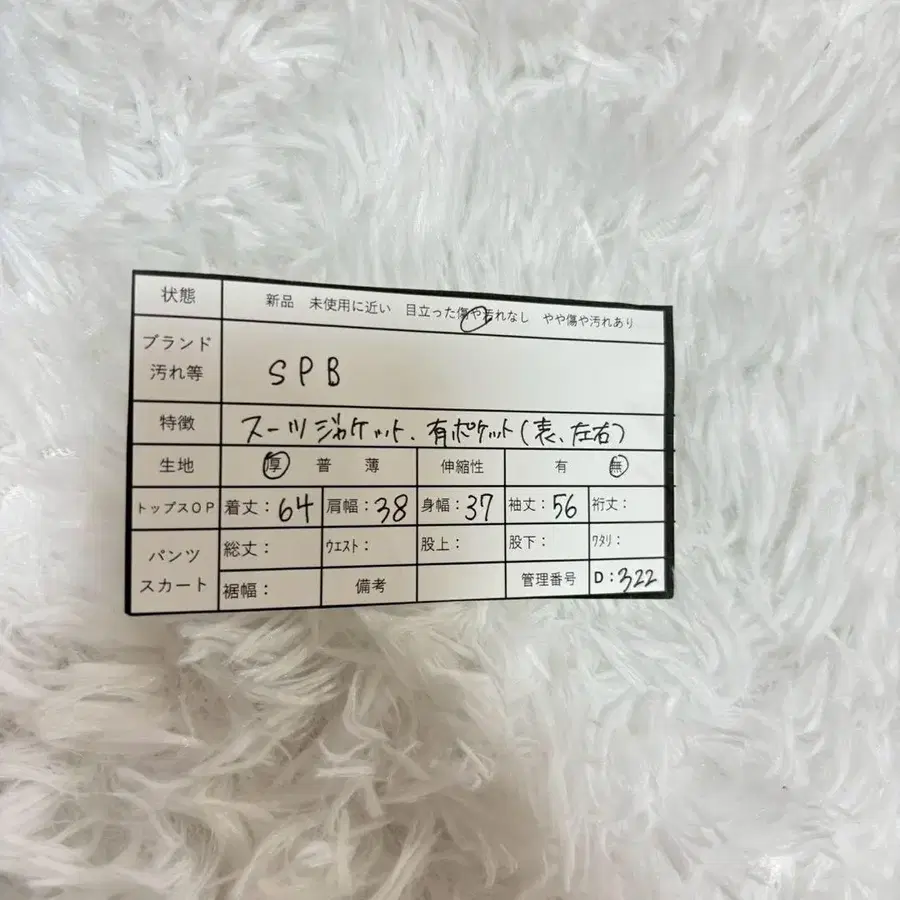 状態 新品 未使用に近い 目立った傷や汚れなし やや傷や汚れあり
ブランド
汚れ等 SPB
特徴 スーツジャケット、有ポケット(表、左右)
生地 厚 普 薄 伸縮性 有 無
トップスOP 着丈:64 肩幅:38 身幅:37 袖丈:56 裄丈:
パンツ
スカート
総丈: ウエスト: 股上: 股下: ワタリ:
裾幅: 備考 管理番号 D:322